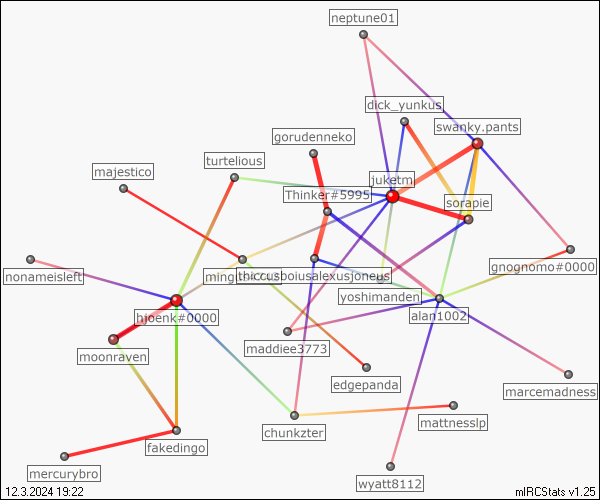 neptune01
dick_yunkus
swanky.pants
gorudenneko
turtelious
majestico
juketm
Thinker#5995
sorapie
nonameisleft
thiccusboiusalexusjoneus
gnognomo#0000
yoshimanden
hjoenk#0000
alan1002
moonraven
maddiee3773
edgepanda
marcemadness
mattnesslp
chunkzter
fakedingo
mercurybro
wyatt8112
12.3.2024 19:22
mIRCStats v1.25